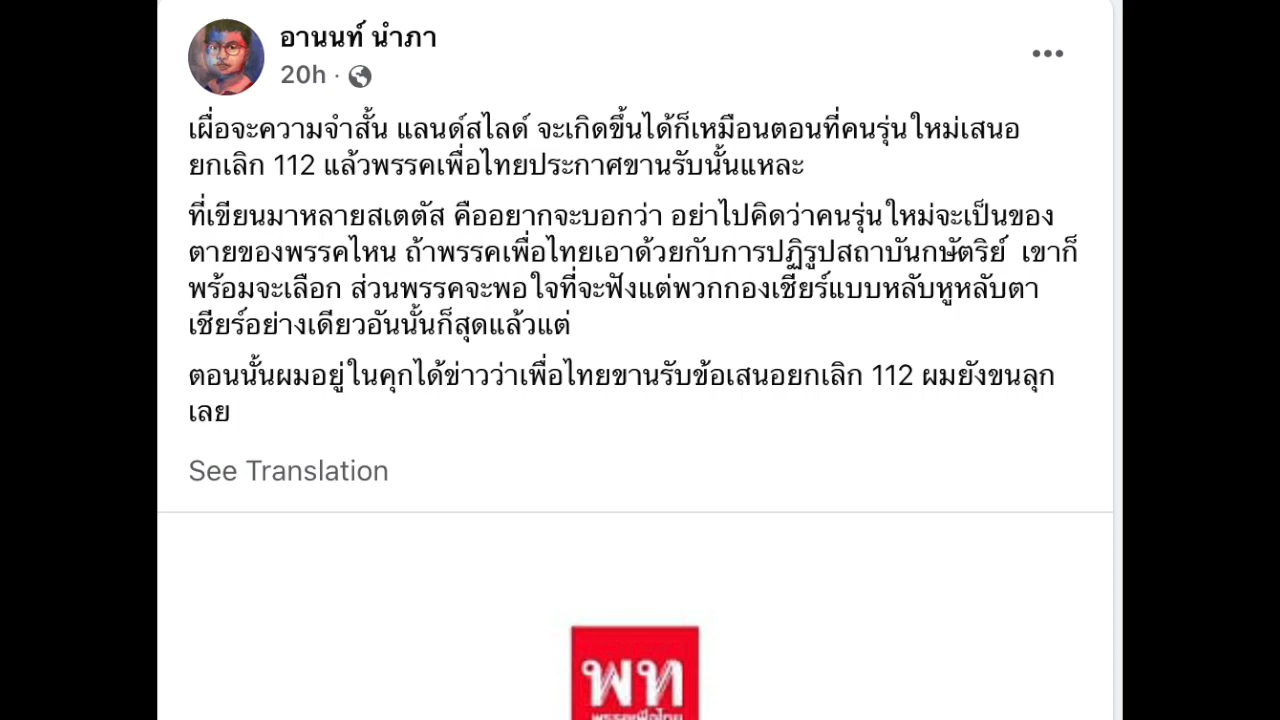 อานนท์ นำภา
20h ·
เผื่อจะความจำสั้น แลนด์สไลด์ จะเกิดขึ้นได้ก็เหมือนตอนที่คนรุ่นใหม่เสนอ
ยกเลิก 112 แล้วพรรคเพื่อไทยประกาศขานรับนั้นแหละ
ที่เขียนมาหลายสเตตัส คืออยากจะบอกว่า อย่าไปคิดว่าคนรุ่นใหม่จะเป็นของ
ตายของพรรคไหน ถ้าพรรคเพื่อไทยเอาด้วยกับการปฏิรูปสถาบันกษัตริย์ เขาก็
พร้อมจะเลือก ส่วนพรรคจะพอใจที่จะฟังแต่พวกกองเชียร์แบบหลับหูหลับตา
เชียร์อย่างเดียวอันนั้นก็สุดแล้วแต่
ตอนนั้นผมอยู่ในคุกได้ข่าวว่าเพื่อไทยขานรับข้อเสนอยกเลิก 112 ผมยังขนลุก
เลย
See Translation
พท
พรรคเพื่อไทย